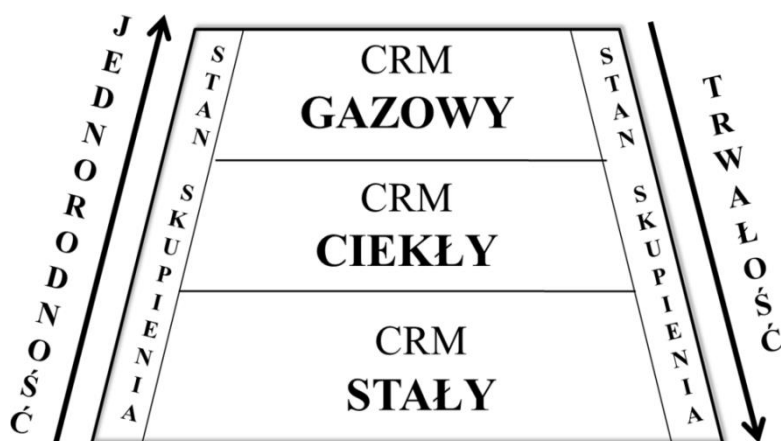 JEDNORODNOŚĆ
STAN SKUPIENIA
CRM
GAZOWY
CRM
CIEKŁY
CRM
STAŁY
STAN SKUPIENIA
TRWAŁOŚĆ